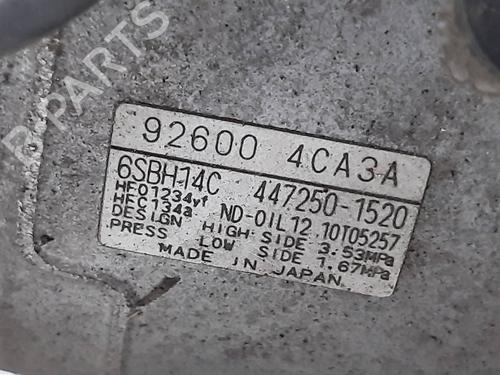 B-PARTS
92600 4CA3A
6SBH14C 447250-1520
HFO1234yf ND-OIL12 10T05257
HFC134a
DESIGN HIGH SIDE 3.53MPa
PRESS LOW SIDE 1.67MPa
MADE IN JAPAN